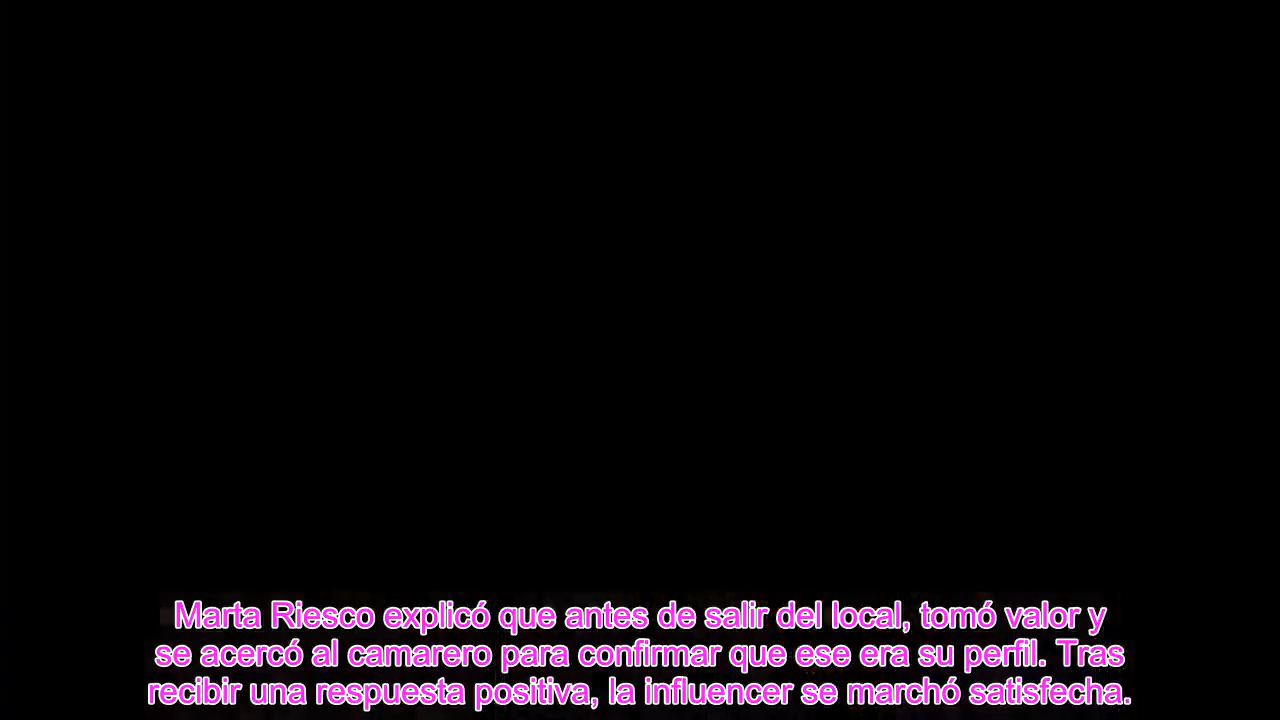 Marta Riesco explicó que antes de salir del local, tomó valor y
se acercó al camarero para confirmar que ese era su perfil. Tras
recibir una respuesta positiva, la influencer se marchó satisfecha.